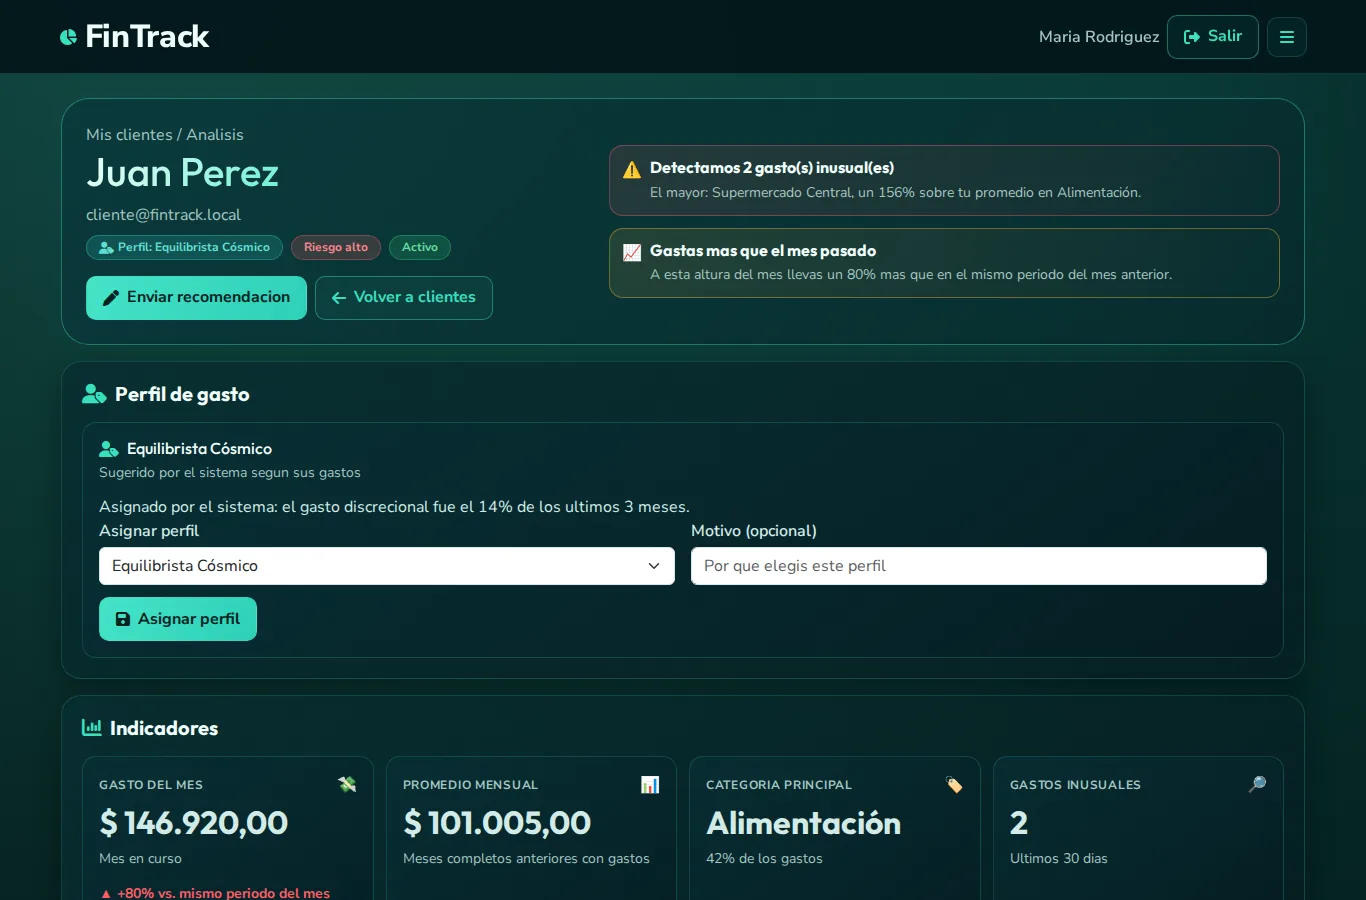 FinTrack
Maria Rodriguez
Salir
Mis clientes / Analisis
Juan Perez
cliente@fintrack.local
Perfil: Equilibrista Cósmico
Riesgo alto
Activo
Enviar recomendacion
Volver a clientes
Detectamos 2 gasto(s) inusual(es)
El mayor: Supermercado Central, un 156% sobre tu promedio en Alimentación.
Gastas mas que el mes pasado
A esta altura del mes llevas un 80% mas que en el mismo periodo del mes anterior.
Perfil de gasto
Equilibrista Cósmico
Sugerido por el sistema segun sus gastos
Asignado por el sistema: el gasto discrecional fue el 14% de los ultimos 3 meses.
Asignar perfil
Equilibrista Cósmico
Motivo (opcional)
Por que elegis este perfil
Asignar perfil
Indicadores
GASTO DEL MES
$ 146.920,00
Mes en curso
▲ +80% vs. mismo periodo del mes
PROMEDIO MENSUAL
$ 101.005,00
Meses completos anteriores con gastos
CATEGORIA PRINCIPAL
Alimentación
42% de los gastos
GASTOS INUSUALES
2
Ultimos 30 dias